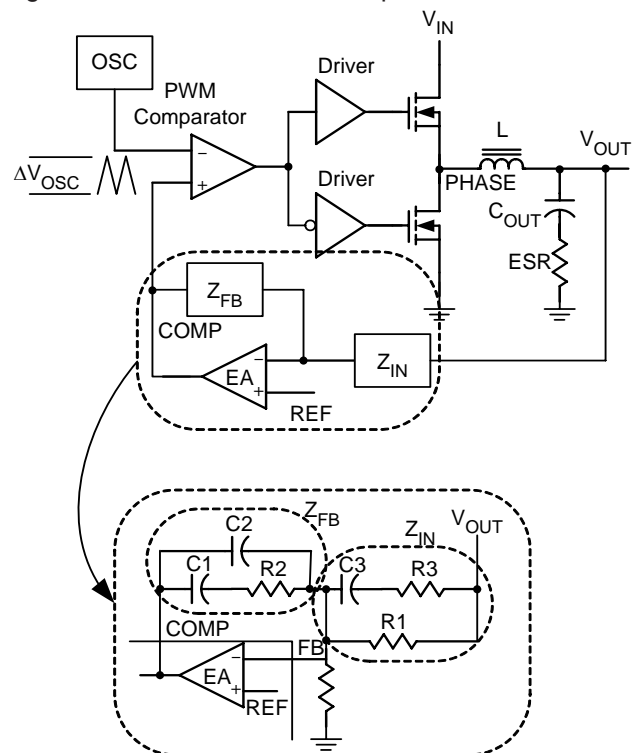 V_IN
OSC
Driver
PWM
Comparator
L
V_OUT
−
+
ΔV_OSC
Driver
PHASE
C_OUT
ESR
Z_FB
COMP
−
EA
+
Z_IN
REF
Z_FB
V_OUT
C2
Z_IN
C1
R2
C3
R3
R1
COMP
FB
−
EA
+
REF